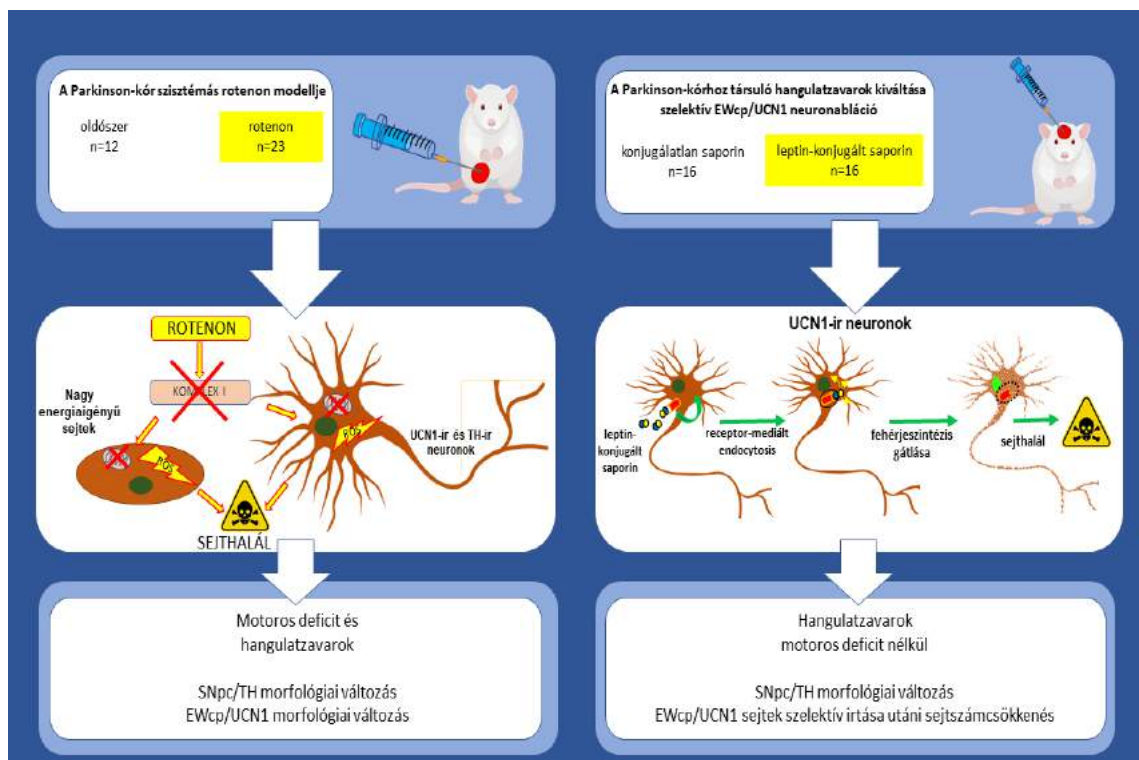 A Parkinson-kór szisztémás rotenon modellje
oldószer
n=12
rotenon
n=23
ROTENON
KOMPLEX I
Nagy
energiaigényű
sejtek
ROS
ROS
UCN1-ir és TH-ir
neuronok
SEJTHALÁL
Motoros deficit és
hangulatzavarok
SNpc/TH morfológiai változás
EWcp/UCN1 morfológiai változás
A Parkinson-kórhoz társuló hangulatzavarok kiváltása
szelektív EWcp/UCN1 neuronabláció
konjugálatlan saporin
n=16
leptin-konjugált saporin
n=16
UCN1-ir neuronok
leptin-
konjugált
saporin
receptor-mediált
endocytosis
fehérjeszintézis
gátlása
sejthalál
Hangulatzavarok
motoros deficit nélkül
SNpc/TH morfológiai változás
EWcp/UCN1 sejtek szelektív irtása utáni sejtszámcsökkenés